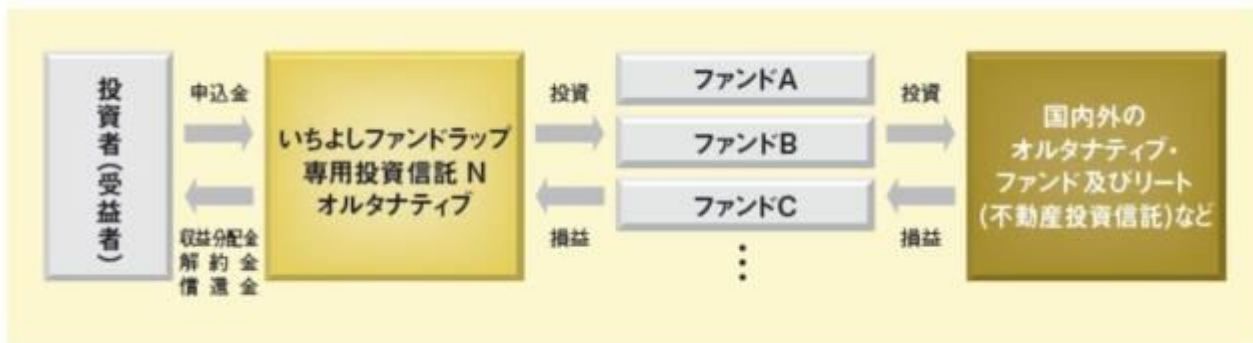 投資者(受益者)
申込金
収益分配金
解約金
償還金
いちよしファンドラップ
専用投資信託 N
オルタナティブ
投資
損益
ファンドA
ファンドB
ファンドC
投資
損益
国内外の
オルタナティブ・
ファンド及びリート
(不動産投資信託)など